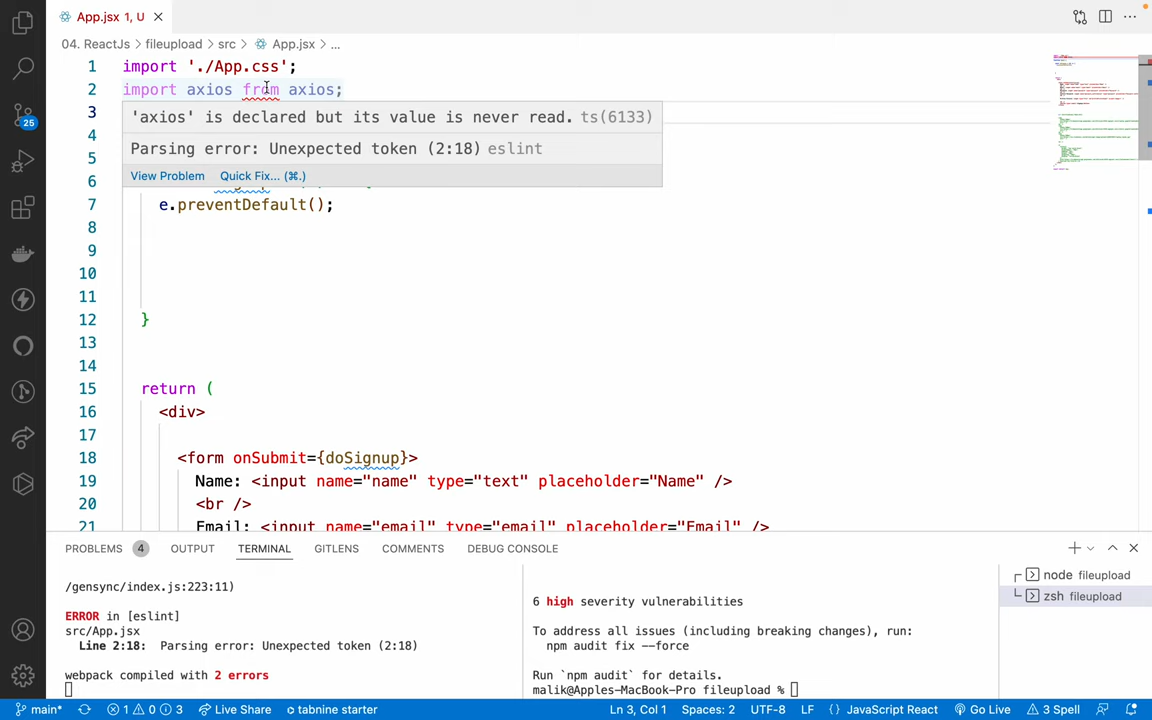 App.jsx 1, U
04. ReactJs > fileupload > src > App.jsx > ...
1 import './App.css';
2 import axios from axios;
3
'axios' is declared but its value is never read. ts(6133)
4
Parsing error: Unexpected token (2:18) eslint
5
View Problem Quick Fix... (⌘.)
6
7 e.preventDefault();
8
9
10
11
12 }
13
14
15 return (
16 <div>
17
18 <form onSubmit={doSignup}>
19 Name: <input name="name" type="text" placeholder="Name" />
20 <br />
21 Email: <input name="email" type="email" placeholder="Email" />
25
PROBLEMS 4 OUTPUT TERMINAL GITLENS COMMENTS DEBUG CONSOLE
/gensync/index.js:223:11)
ERROR in [eslint]
src/App.jsx
Line 2:18: Parsing error: Unexpected token (2:18)
webpack compiled with 2 errors
6 high severity vulnerabilities
To address all issues (including breaking changes), run:
npm audit fix --force
Run `npm audit` for details.
malik@Apples-MacBook-Pro fileupload %
node fileupload
zsh fileupload
main* 1 0 3 Live Share tabnine starter Ln 3, Col 1 Spaces: 2 UTF-8 LF {} JavaScript React Go Live 3 Spell